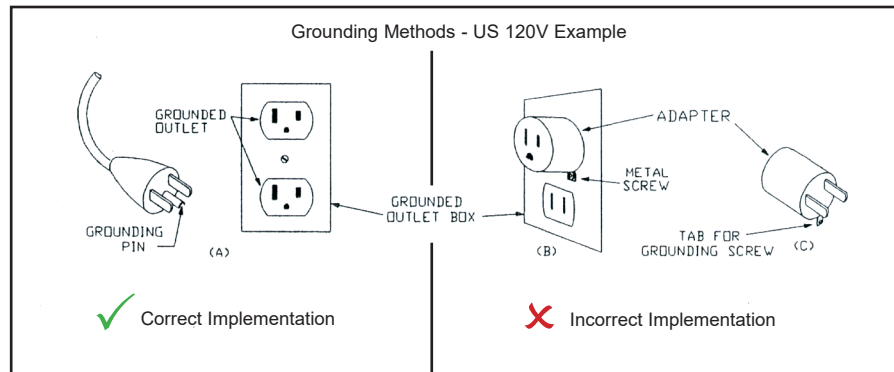 Grounding Methods - US 120V Example
GROUNDED
OUTLET
GROUNDING
PIN
(A)
GROUNDED
OUTLET BOX
ADAPTER
METAL
SCREW
(B)
TAB FOR
GROUNDING SCREW
(C)
Correct Implementation
Incorrect Implementation